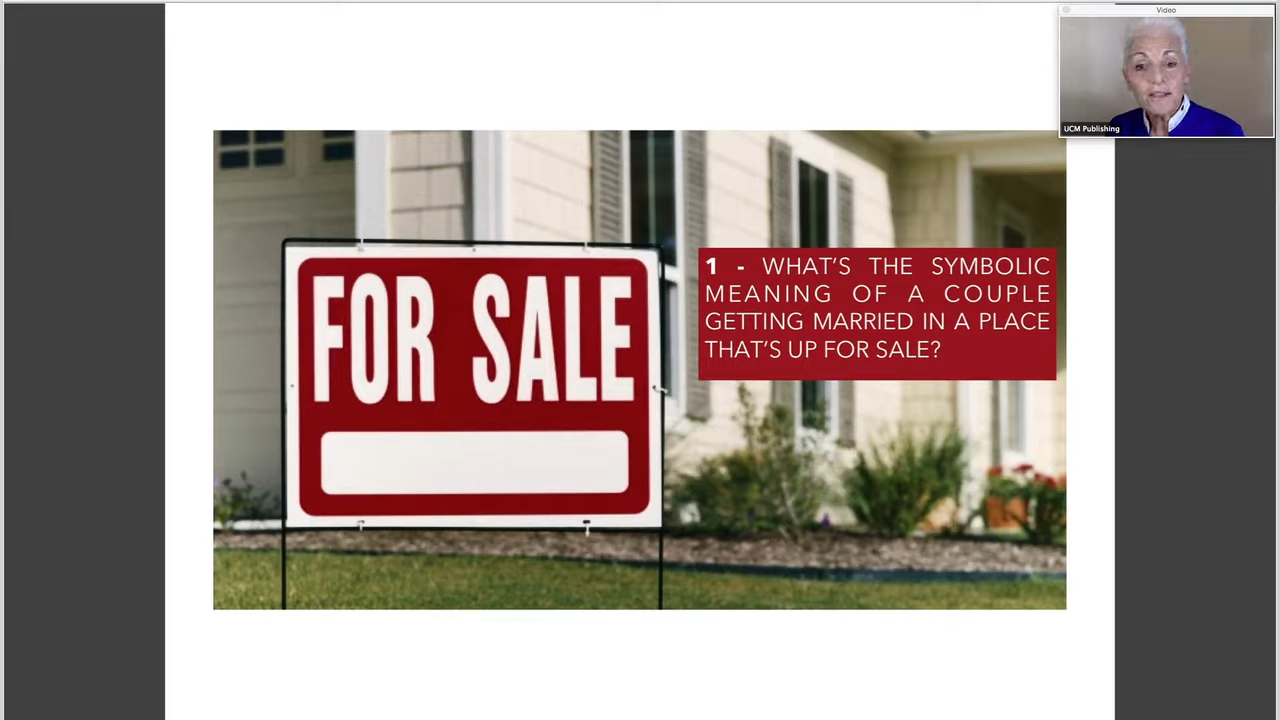 Video
UCM Publishing
FOR SALE
1 - WHAT'S THE SYMBOLIC
MEANING OF A COUPLE
GETTING MARRIED IN A PLACE
THAT'S UP FOR SALE?